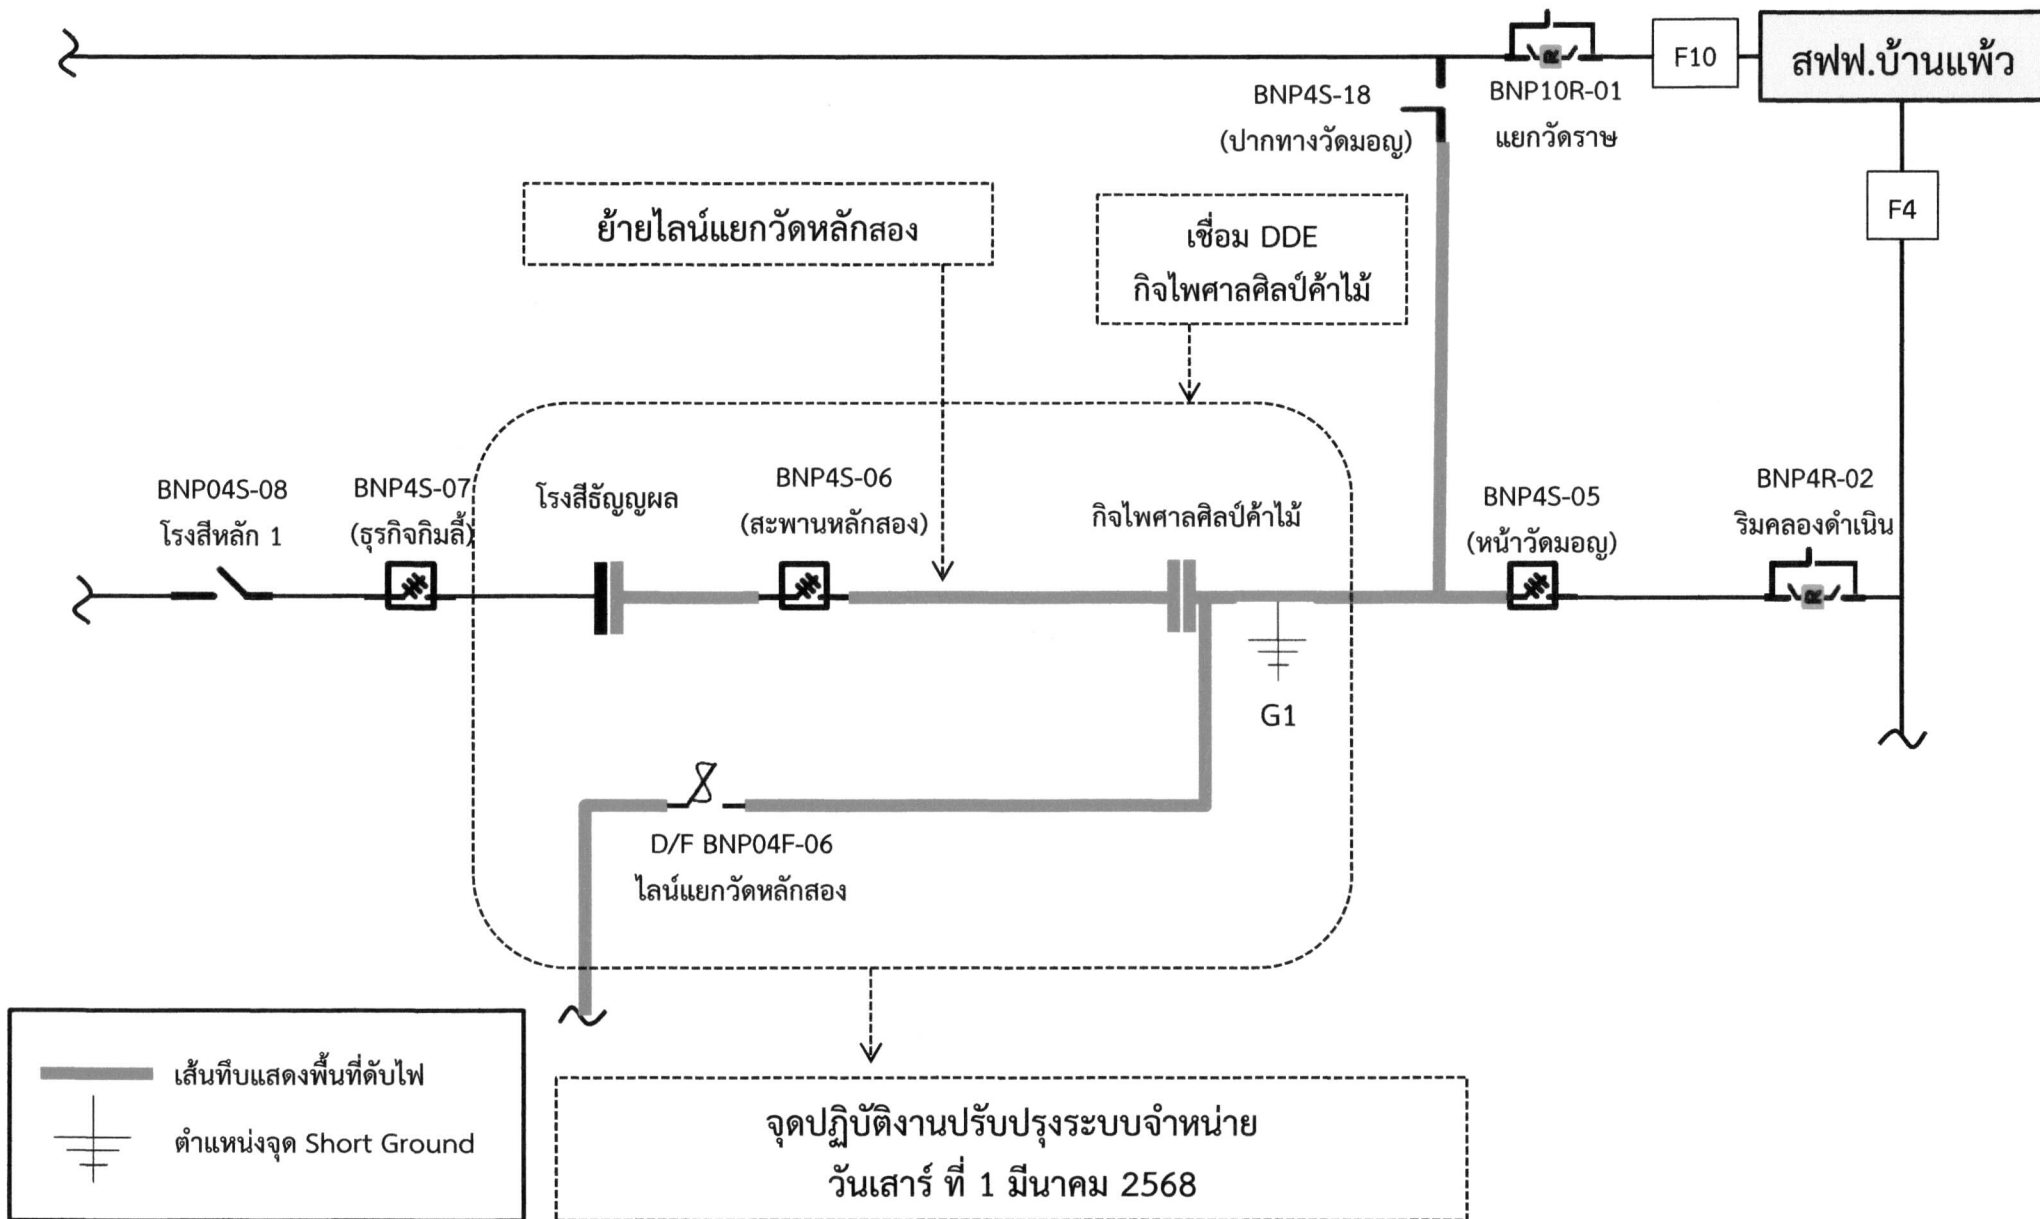 F10
สฟฟ.บ้านแพ้ว
BNP4S-18
(ปากทางวัดมอญ)
R
BNP10R-01
แยกวัดราษ
F4
ย้ายไลน์แยกวัดหลักสอง
เชื่อม DDE
กิจไพศาลศิลป์ค้าไม้
BNP04S-08
โรงสีหลัก 1
BNP4S-07
(ธุรกิจกิมลี้)
โรงสีธัญญผล
BNP4S-06
(สะพานหลักสอง)
กิจไพศาลศิลป์ค้าไม้
BNP4S-05
(หน้าวัดมอญ)
BNP4R-02
ริมคลองดำเนิน
R
G1
D/F BNP04F-06
ไลน์แยกวัดหลักสอง
เส้นทึบแสดงพื้นที่ดับไฟ
ตำแหน่งจุด Short Ground
จุดปฏิบัติงานปรับปรุงระบบจำหน่าย
วันเสาร์ ที่ 1 มีนาคม 2568